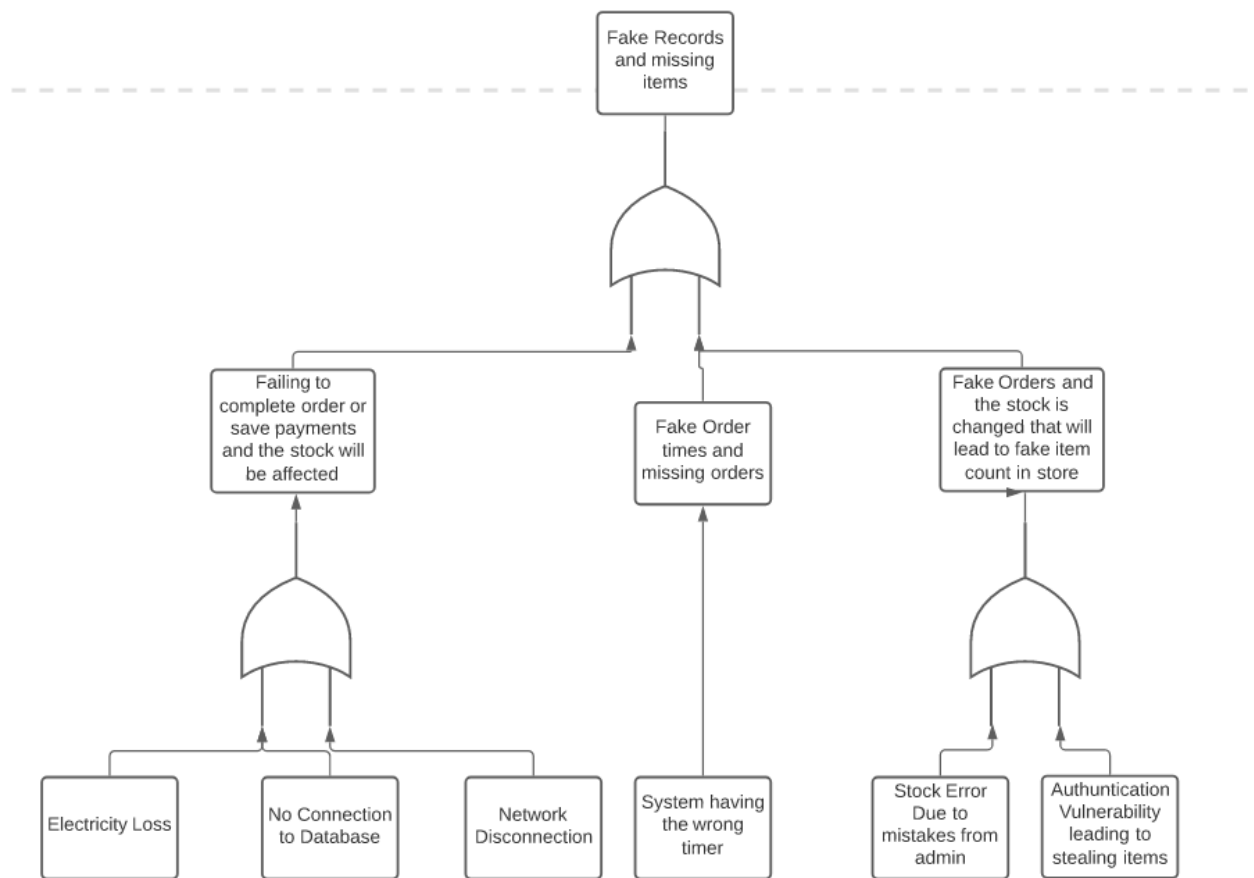 Fake Records
and missing
items
Failing to
complete order or
save payments
and the stock will
be affected
Fake Order
times and
missing orders
Fake Orders and
the stock is
changed that will
lead to fake item
count in store
Electricity Loss
No Connection
to Database
Network
Disconnection
System having
the wrong
timer
Stock Error
Due to
mistakes from
admin
Authuntication
Vulnerability
leading to
stealing items